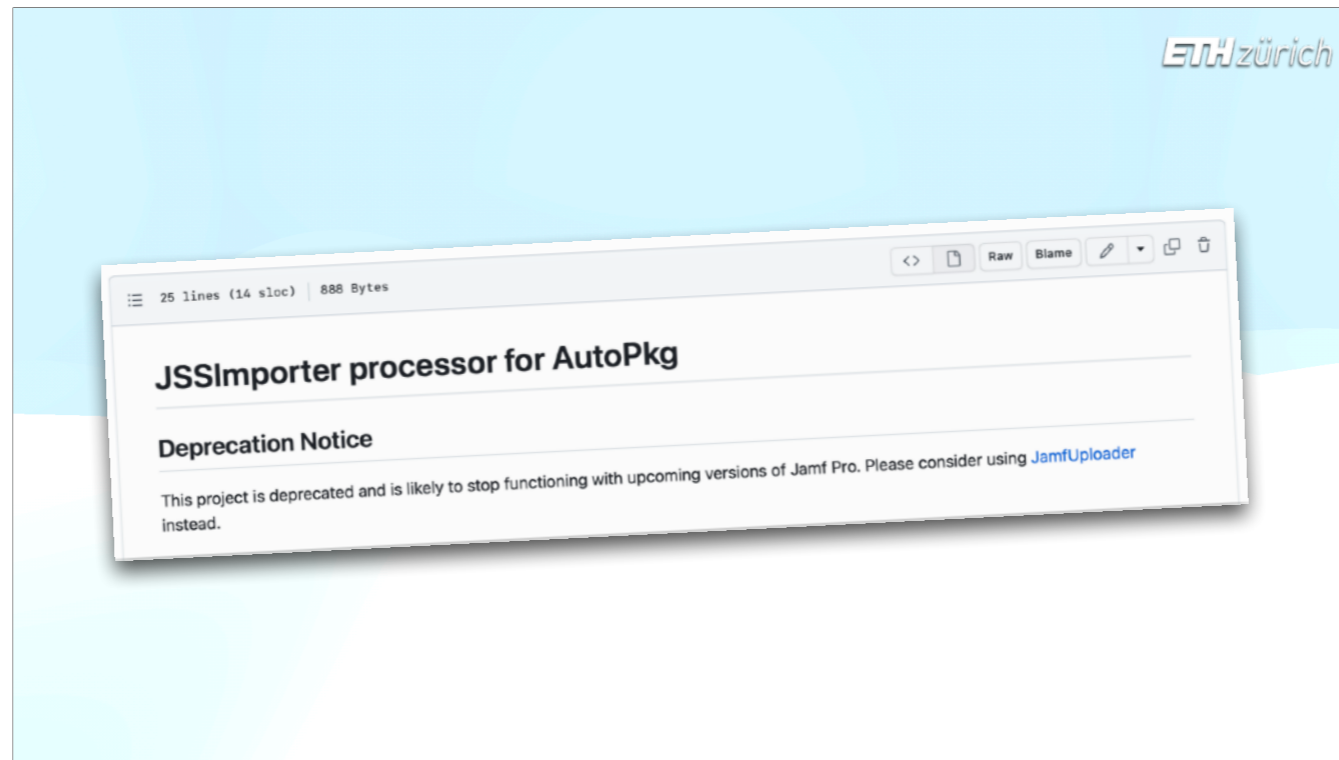 ETH zürich
25 lines (14 sloc) | 888 Bytes
Raw Blame
JSSImporter processor for AutoPkg
Deprecation Notice
This project is deprecated and is likely to stop functioning with upcoming versions of Jamf Pro. Please consider using JamfUploader
instead.